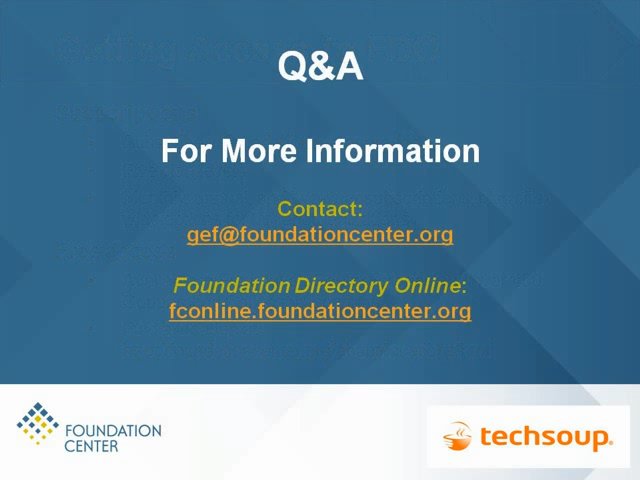 Q&A
For More Information
Contact:
gef@foundationcenter.org
Foundation Directory Online:
fconline.foundationcenter.org
FOUNDATION
CENTER
techsoup®